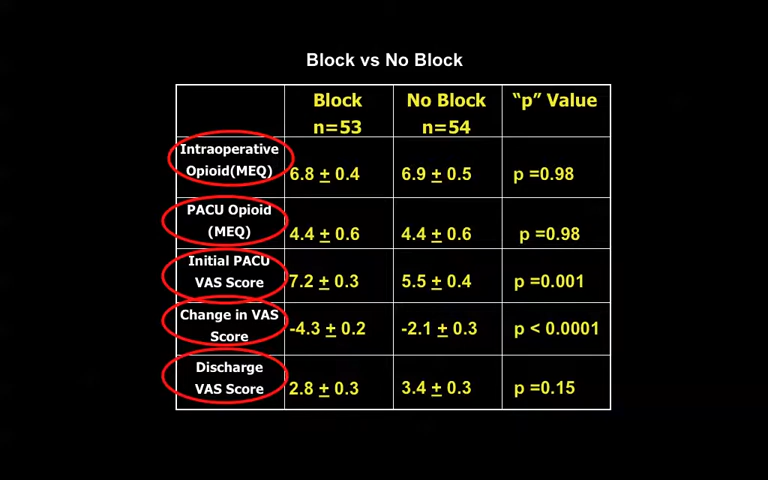 Block vs No Block
Block No Block “p” Value
n=53 n=54
Intraoperative
Opioid(MEQ) 6.8 ± 0.4 6.9 ± 0.5 p =0.98
PACU Opioid
(MEQ) 4.4 ± 0.6 4.4 ± 0.6 p =0.98
Initial PACU
VAS Score 7.2 ± 0.3 5.5 ± 0.4 p =0.001
Change in VAS
Score -4.3 ± 0.2 -2.1 ± 0.3 p < 0.0001
Discharge
VAS Score 2.8 ± 0.3 3.4 ± 0.3 p =0.15